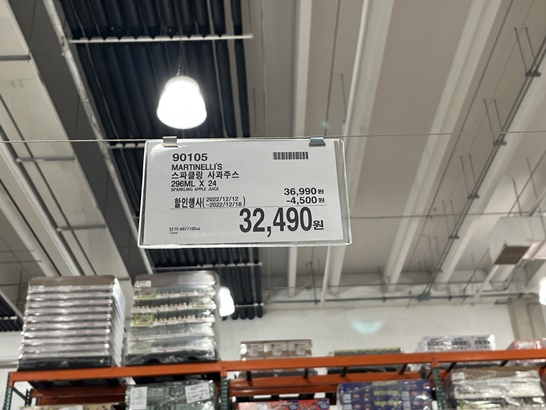 90105
MARTINELLI'S
스파클링 사과주스
296ML X 24
SPARKLING APPLE JUICE
36,990원
할인행사(2022/12/12 ~2022/12/18) -4,500원
32,490원